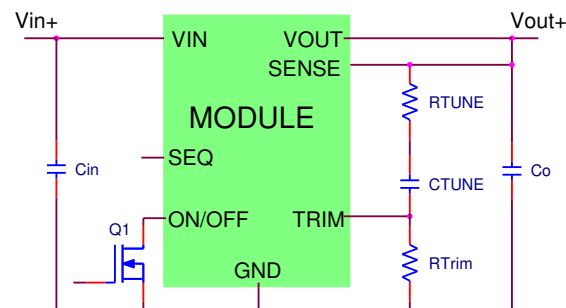 Vin+
Vout+
VIN
VOUT
SENSE
RTUNE
MODULE
SEQ
Cin
CTUNE
Co
ON/OFF
TRIM
Q1
RTrim
GND